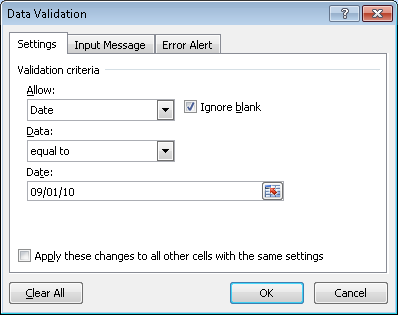 Data Validation
Settings Input Message Error Alert
Validation criteria
Allow:
Date Ignore blank
Data:
equal to
Date:
09/01/10
Apply these changes to all other cells with the same settings
Clear All OK Cancel